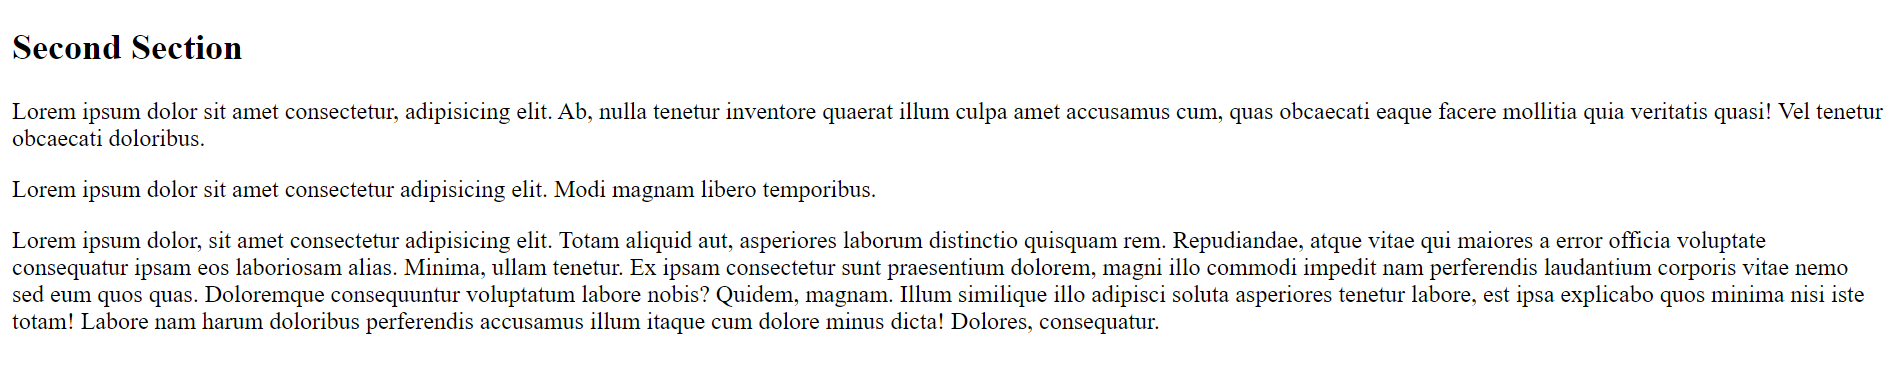 Second Section
Lorem ipsum dolor sit amet consectetur, adipisicing elit. Ab, nulla tenetur inventore quaerat illum culpa amet accusamus cum, quas obcaecati eaque facere mollitia quia veritatis quasi! Vel tenetur
obcaecati doloribus.
Lorem ipsum dolor sit amet consectetur adipisicing elit. Modi magnam libero temporibus.
Lorem ipsum dolor, sit amet consectetur adipisicing elit. Totam aliquid aut, asperiores laborum distinctio quisquam rem. Repudiandae, atque vitae qui maiores a error officia voluptate
consequatur ipsam eos laboriosam alias. Minima, ullam tenetur. Ex ipsam consectetur sunt praesentium dolorem, magni illo commodi impedit nam perferendis laudantium corporis vitae nemo
sed eum quos quas. Doloremque consequuntur voluptatum labore nobis? Quidem, magnam. Illum similique illo adipisci soluta asperiores tenetur labore, est ipsa explicabo quos minima nisi iste
totam! Labore nam harum doloribus perferendis accusamus illum itaque cum dolore minus dicta! Dolores, consequatur.